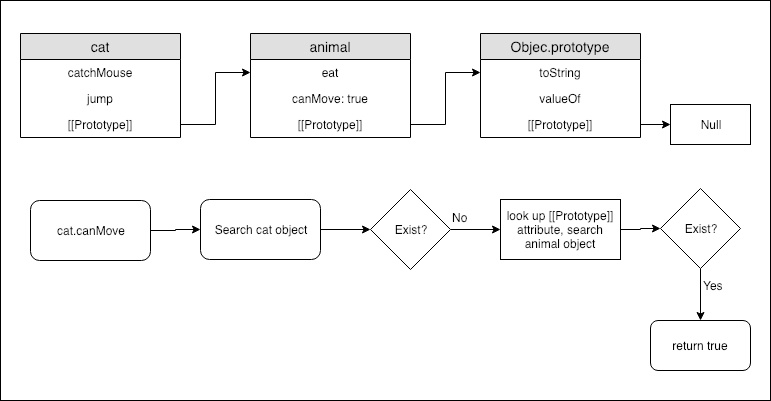 cat
catchMouse
jump
[[Prototype]]
animal
eat
canMove: true
[[Prototype]]
Objec.prototype
toString
valueOf
[[Prototype]]
Null
cat.canMove
Search cat object
Exist?
No
look up [[Prototype]]
attribute, search
animal object
Exist?
Yes
return true